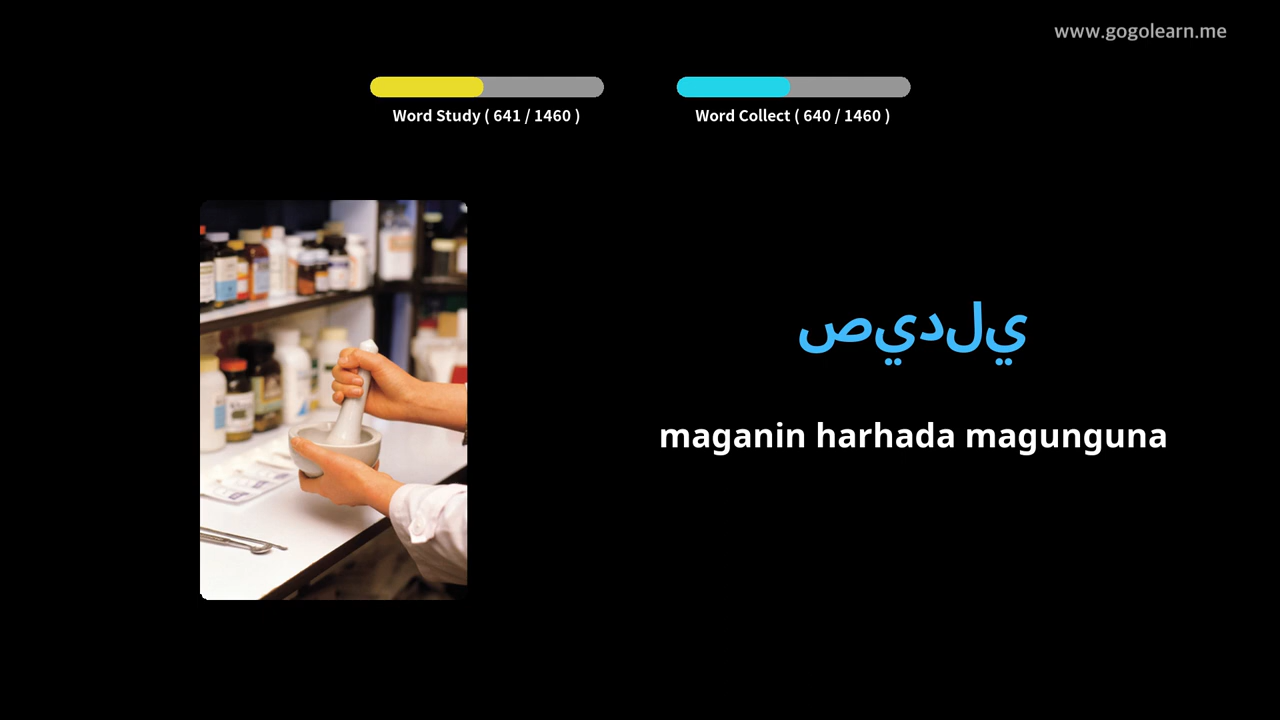 www.gogolearn.me
Word Study ( 641 / 1460 )
Word Collect ( 640 / 1460 )
صيدلي
maganin harhada magunguna